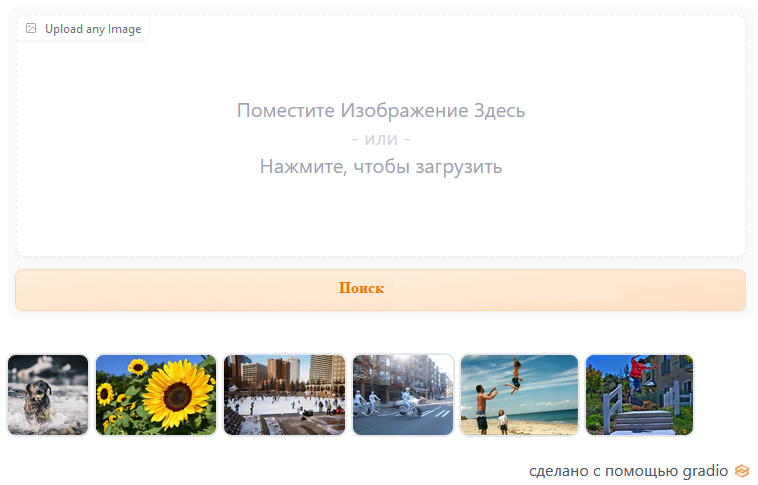 Upload any Image
Поместите Изображение Здесь
- или -
Нажмите, чтобы загрузить
Поиск
сделано с помощью gradio